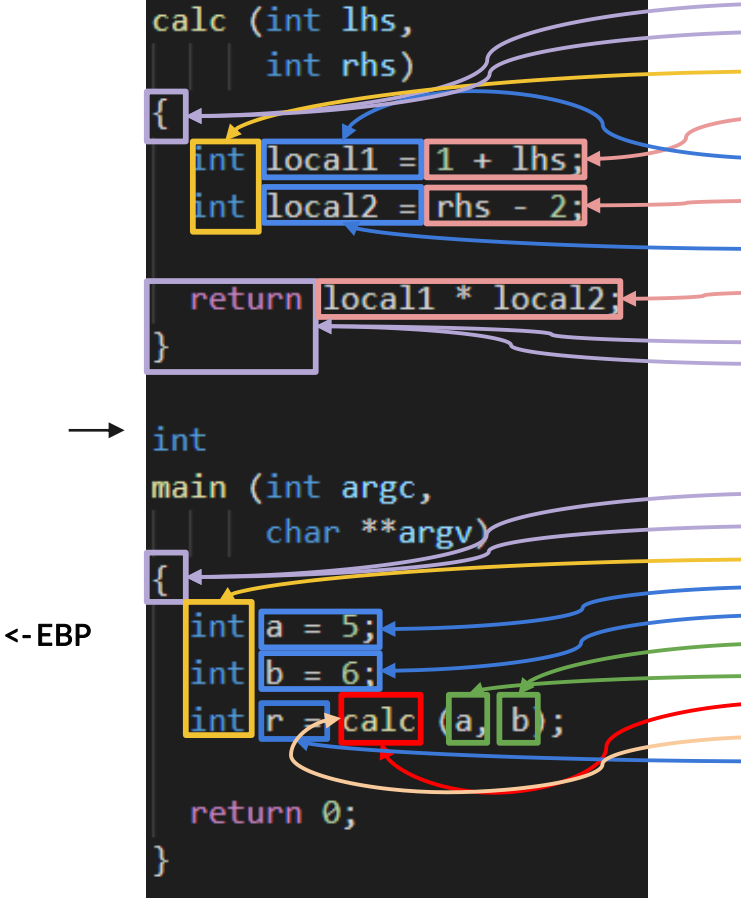 calc (int lhs,
int rhs)
{
int local1 = 1 + lhs;
int local2 = rhs - 2;
return local1 * local2;
}
int
main (int argc,
char **argv)
{
<-EBP
int a = 5;
int b = 6;
int r = calc (a, b);
return 0;
}